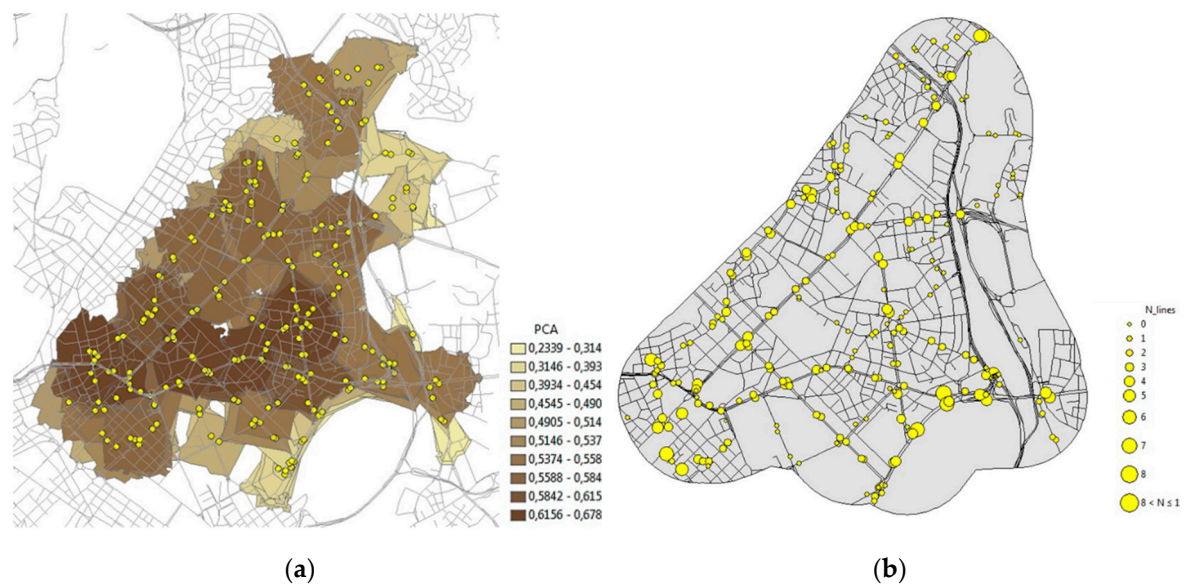 PCA
0,2339 - 0,314
0,3146 - 0,393
0,3934 - 0,454
0,4545 - 0,490
0,4905 - 0,514
0,5146 - 0,537
0,5374 - 0,558
0,5588 - 0,584
0,5842 - 0,615
0,6156 - 0,678
N_lines
0
1
2
3
4
5
6
7
8
8 < N ≤ 1
(a)
(b)